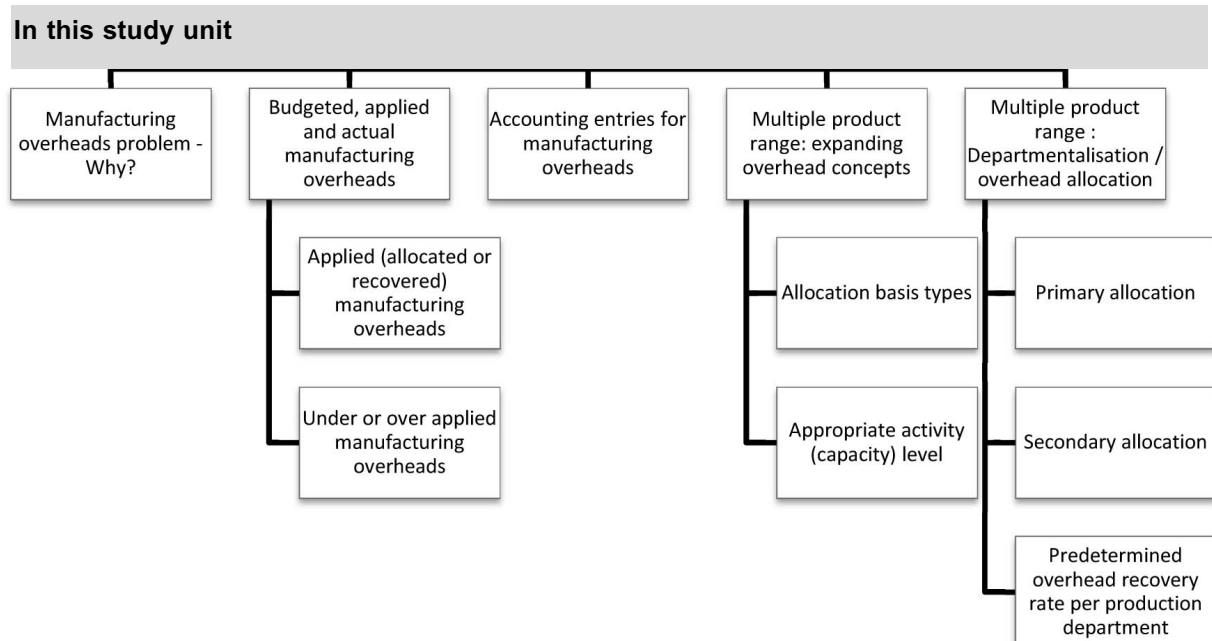 In this study unit
Manufacturing
overheads problem -
Why?
Budgeted, applied
and actual
manufacturing
overheads
Applied (allocated or
recovered)
manufacturing
overheads
Under or over applied
manufacturing
overheads
Accounting entries for
manufacturing
overheads
Multiple product
range: expanding
overhead concepts
Allocation basis types
Appropriate activity
(capacity) level
Multiple product
range :
Departmentalisation /
overhead allocation
Primary allocation
Secondary allocation
Predetermined
overhead recovery
rate per production
department